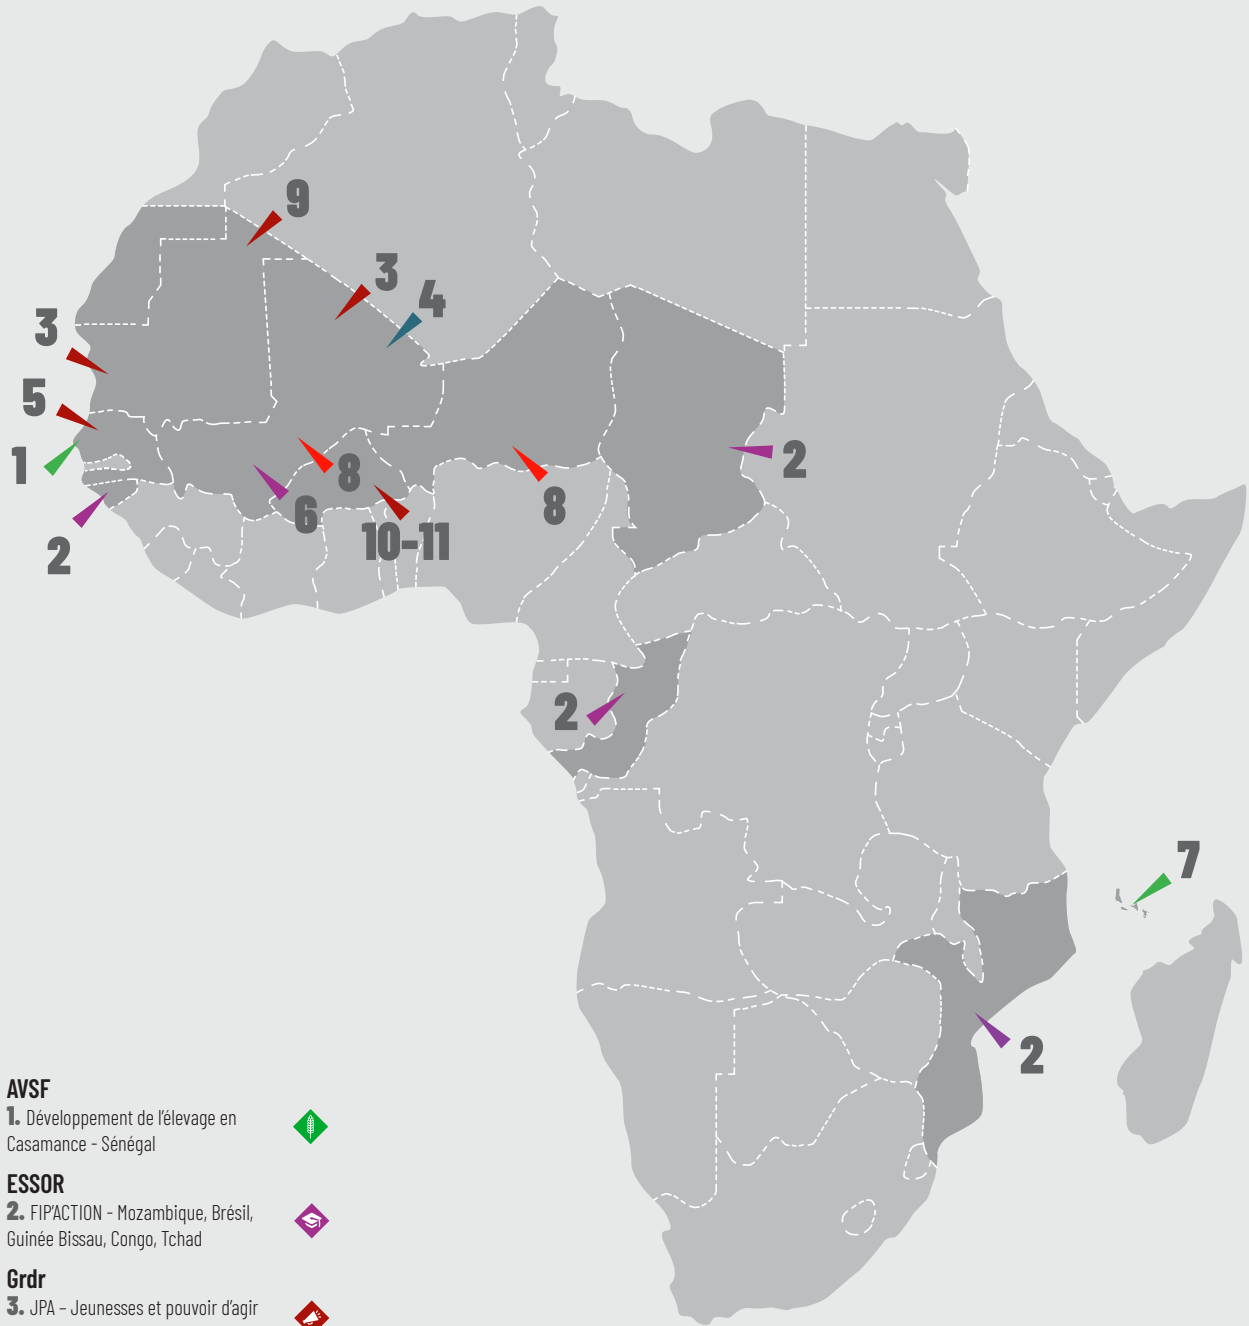 9
3
4
3
5
1
8
2
6
8
10-11
2
2
7
2
AVSF
1. Développement de l'élevage en
Casamance - Sénégal
ESSOR
2. FIP'ACTION - Mozambique, Brésil,
Guinée Bissau, Congo, Tchad
Grdr
3. JPA – Jeunesses et pouvoir d'agir